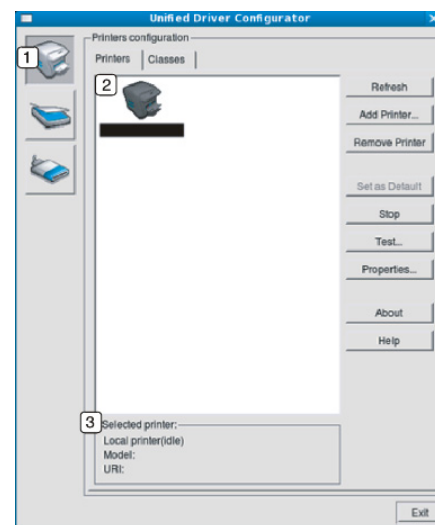 Unified Driver Configurator
1
Printers configuration
Printers
Classes
2
Refresh
Add Printer...
Remove Printer
Set as Default
Stop
Test...
Properties...
About
Help
3
Selected printer:
Local printer(idle)
Model:
URI:
Exit